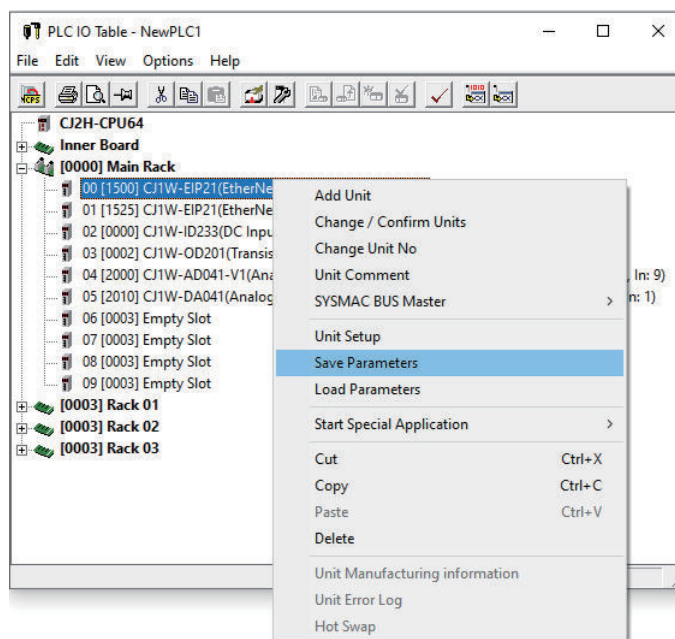 PLC IO Table - NewPLC1
File Edit View Options Help
NCPS
CJ2H-CPU64
Inner Board
[0000] Main Rack
00 [1500] CJ1W-EIP21(EtherNe
01 [1525] CJ1W-EIP21(EtherNe
02 [0000] CJ1W-ID233(DC Inpu
03 [0002] CJ1W-OD201(Transis
04 [2000] CJ1W-AD041-V1(Ana , In: 9)
05 [2010] CJ1W-DA041(Analog n: 1)
06 [0003] Empty Slot
07 [0003] Empty Slot
08 [0003] Empty Slot
09 [0003] Empty Slot
[0003] Rack 01
[0003] Rack 02
[0003] Rack 03
Add Unit
Change / Confirm Units
Change Unit No
Unit Comment
SYSMAC BUS Master
Unit Setup
Save Parameters
Load Parameters
Start Special Application
Cut Ctrl+X
Copy Ctrl+C
Paste Ctrl+V
Delete
Unit Manufacturing information
Unit Error Log
Hot Swap